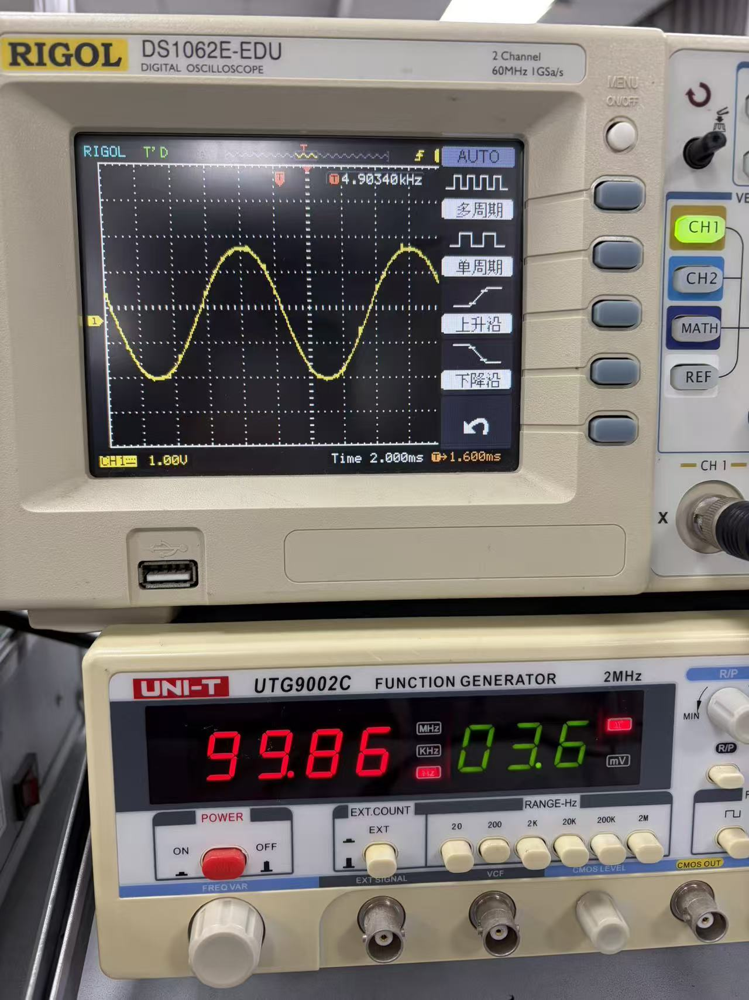 RIGOL DS1062E-EDU
DIGITAL OSCILLOSCOPE
2 Channel
60MHz 1GSa/s
MENU
ON/OFF
RIGOL T'D
T
AUTO
4.90340kHz
多周期
单周期
上升沿
下降沿
1
CH1 1.00V
Time 2.000ms
1.600ms
VE
CH1
CH2
MATH
REF
CH 1
X
UNI-T UTG9002C FUNCTION GENERATOR 2MHz
99.86
MHz
KHz
Hz
03.6
mV
R/P
MIN
R/P
POWER
ON
OFF
EXT.COUNT
EXT
RANGE-Hz
20 200 2K 20K 200K 2M
FREQ VAR
EXT SIGNAL
VCF
CMOS LEVEL
CMOS OUT